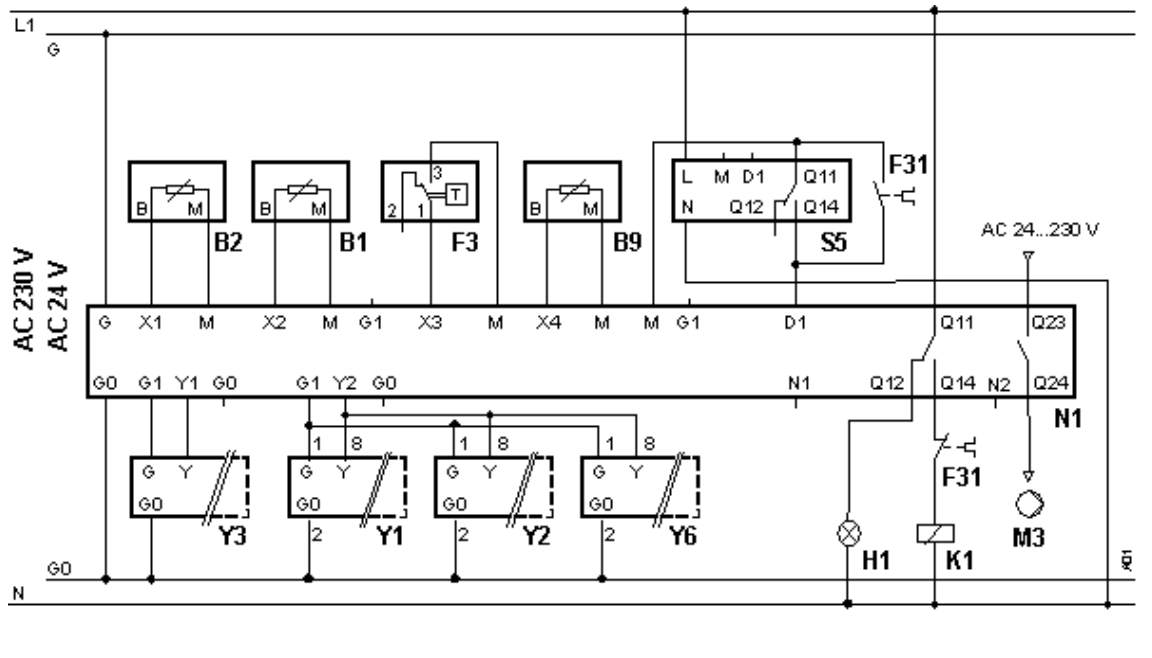 L1
G
AC 230 V
AC 24 V
B M
B2
B M
B1
3
T
2 1
F3
B M
B9
L M D1 Q11
N Q12 Q14
S5
F31
AC 24...230 V
G X1 M X2 M G1 X3 M X4 M M G1 D1 Q11 Q23
G0 G1 Y1 G0 G1 Y2 G0 N1 Q12 Q14 N2 Q24
N1
1 8 1 8 1 8
G Y
G0
Y3
G Y
G0
Y1
G Y
G0
Y2
G Y
G0
Y6
2 2 2
F31
M3
H1
K1
G0
N